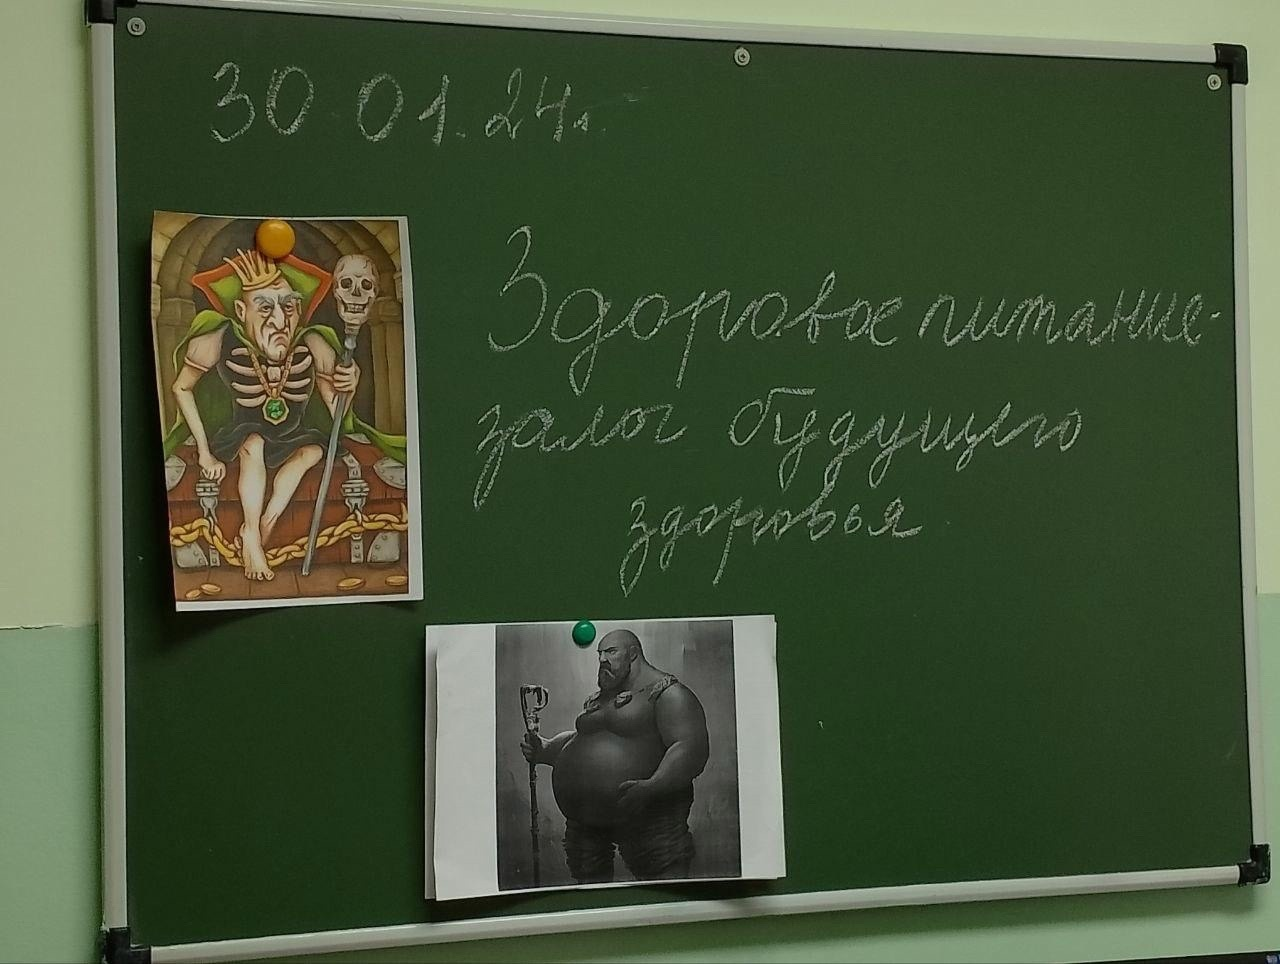 30 01.24.
Здоровое питание-
залог будущего
здоровья